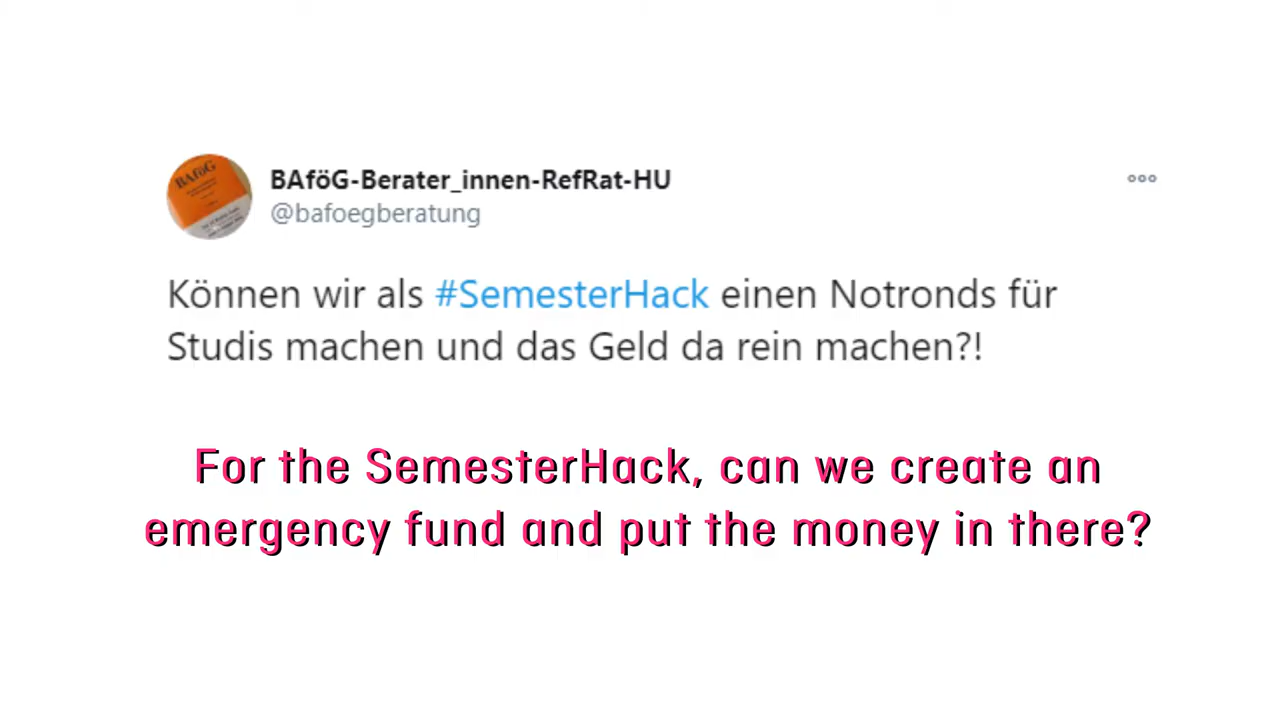 BAföG-Berater_innen-RefRat-HU
@bafoegberatung
Können wir als #SemesterHack einen Notronds für
Studis machen und das Geld da rein machen?!
For the SemesterHack, can we create an
emergency fund and put the money in there?
BAföG